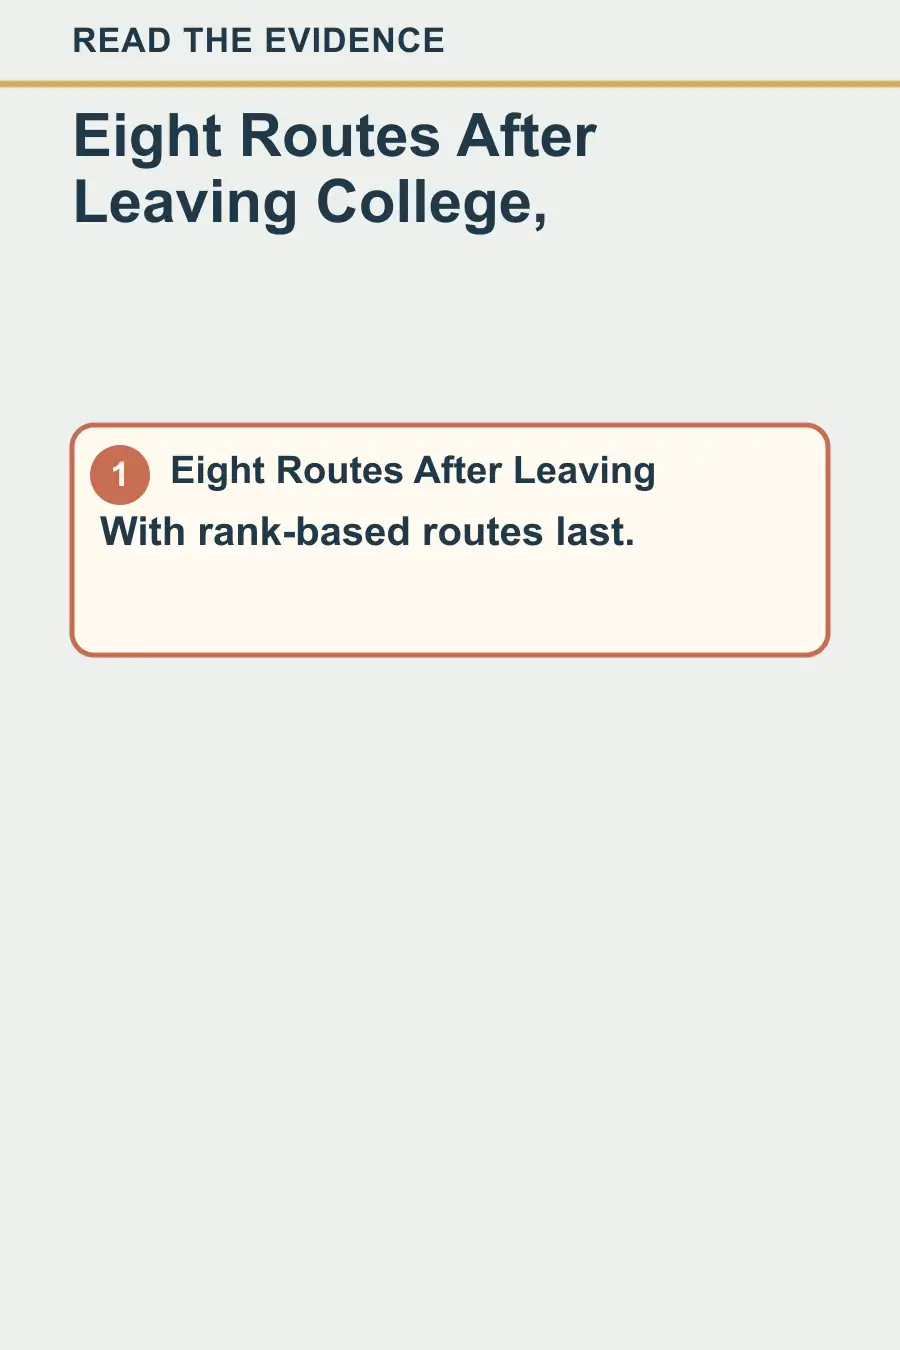 READ THE EVIDENCE
Eight Routes After
Leaving College,
1 Eight Routes After Leaving
With rank-based routes last.